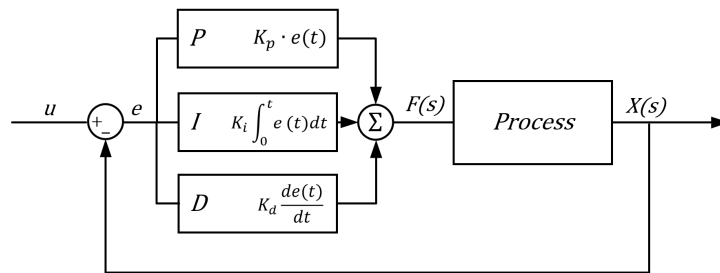 P K_p · e(t)
u
e
+
−
I K_i ∫_0^t e (t)dt
Σ
F(s)
Process
X(s)
D K_d de(t)/dt